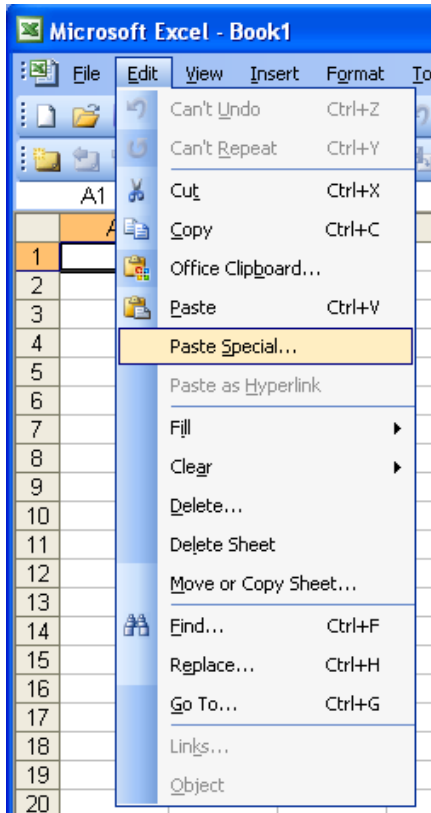 Microsoft Excel - Book1
File Edit View Insert Format To
Can't Undo Ctrl+Z
Can't Repeat Ctrl+Y
A1
Cut Ctrl+X
A
Copy Ctrl+C
1
Office Clipboard...
2
3
Paste Ctrl+V
4
Paste Special...
5
Paste as Hyperlink
6
7
Fill
8
Clear
9
10
Delete...
11
Delete Sheet
12
Move or Copy Sheet...
13
14
Find... Ctrl+F
15
Replace... Ctrl+H
16
Go To... Ctrl+G
17
18
Links...
19
Object
20